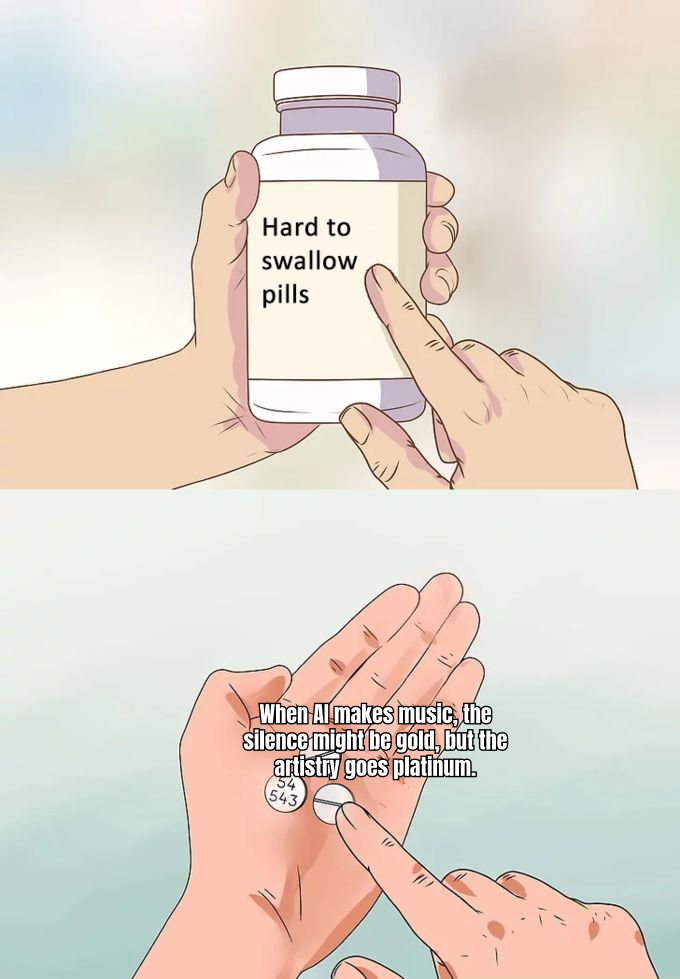 Hard to
swallow
pills
When AI makes music, the
silence might be gold, but the
artistry goes platinum.
54
543